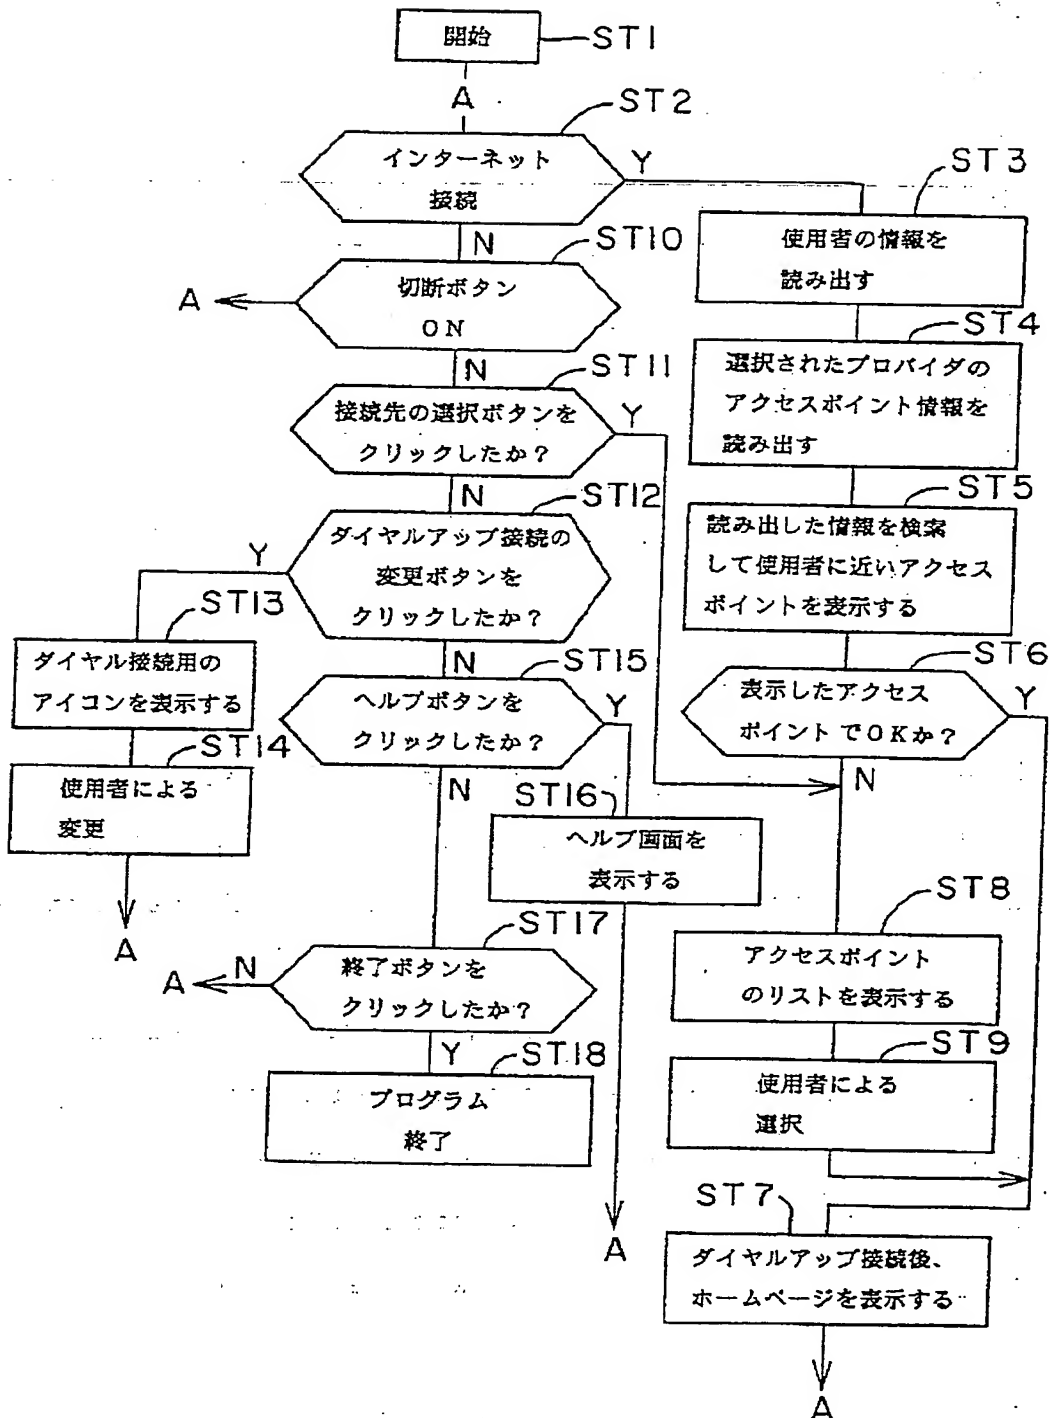 開始
ST1
A
ST2
インターネット
接続
Y
ST3
使用者の情報を
読み出す
N
ST10
切断ボタン
ON
A
ST4
選択されたプロバイダの
アクセスポイント情報を
読み出す
N
ST11
接続先の選択ボタンを
クリックしたか?
Y
ST5
読み出した情報を検索
して使用者に近いアクセス
ポイントを表示する
N
ST12
ダイヤルアップ接続の
変更ボタンを
クリックしたか?
Y
ST13
ダイヤル接続用の
アイコンを表示する
ST14
使用者による
変更
A
N
ST15
ヘルプボタンを
クリックしたか?
Y
ST6
表示したアクセス
ポイントでOKか?
Y
N
N
ST16
ヘルプ画面を
表示する
ST8
アクセスポイント
のリストを表示する
ST17
終了ボタンを
クリックしたか?
N
A
Y
ST18
プログラム
終了
ST9
使用者による
選択
A
ST7
ダイヤルアップ接続後、
ホームページを表示する
A